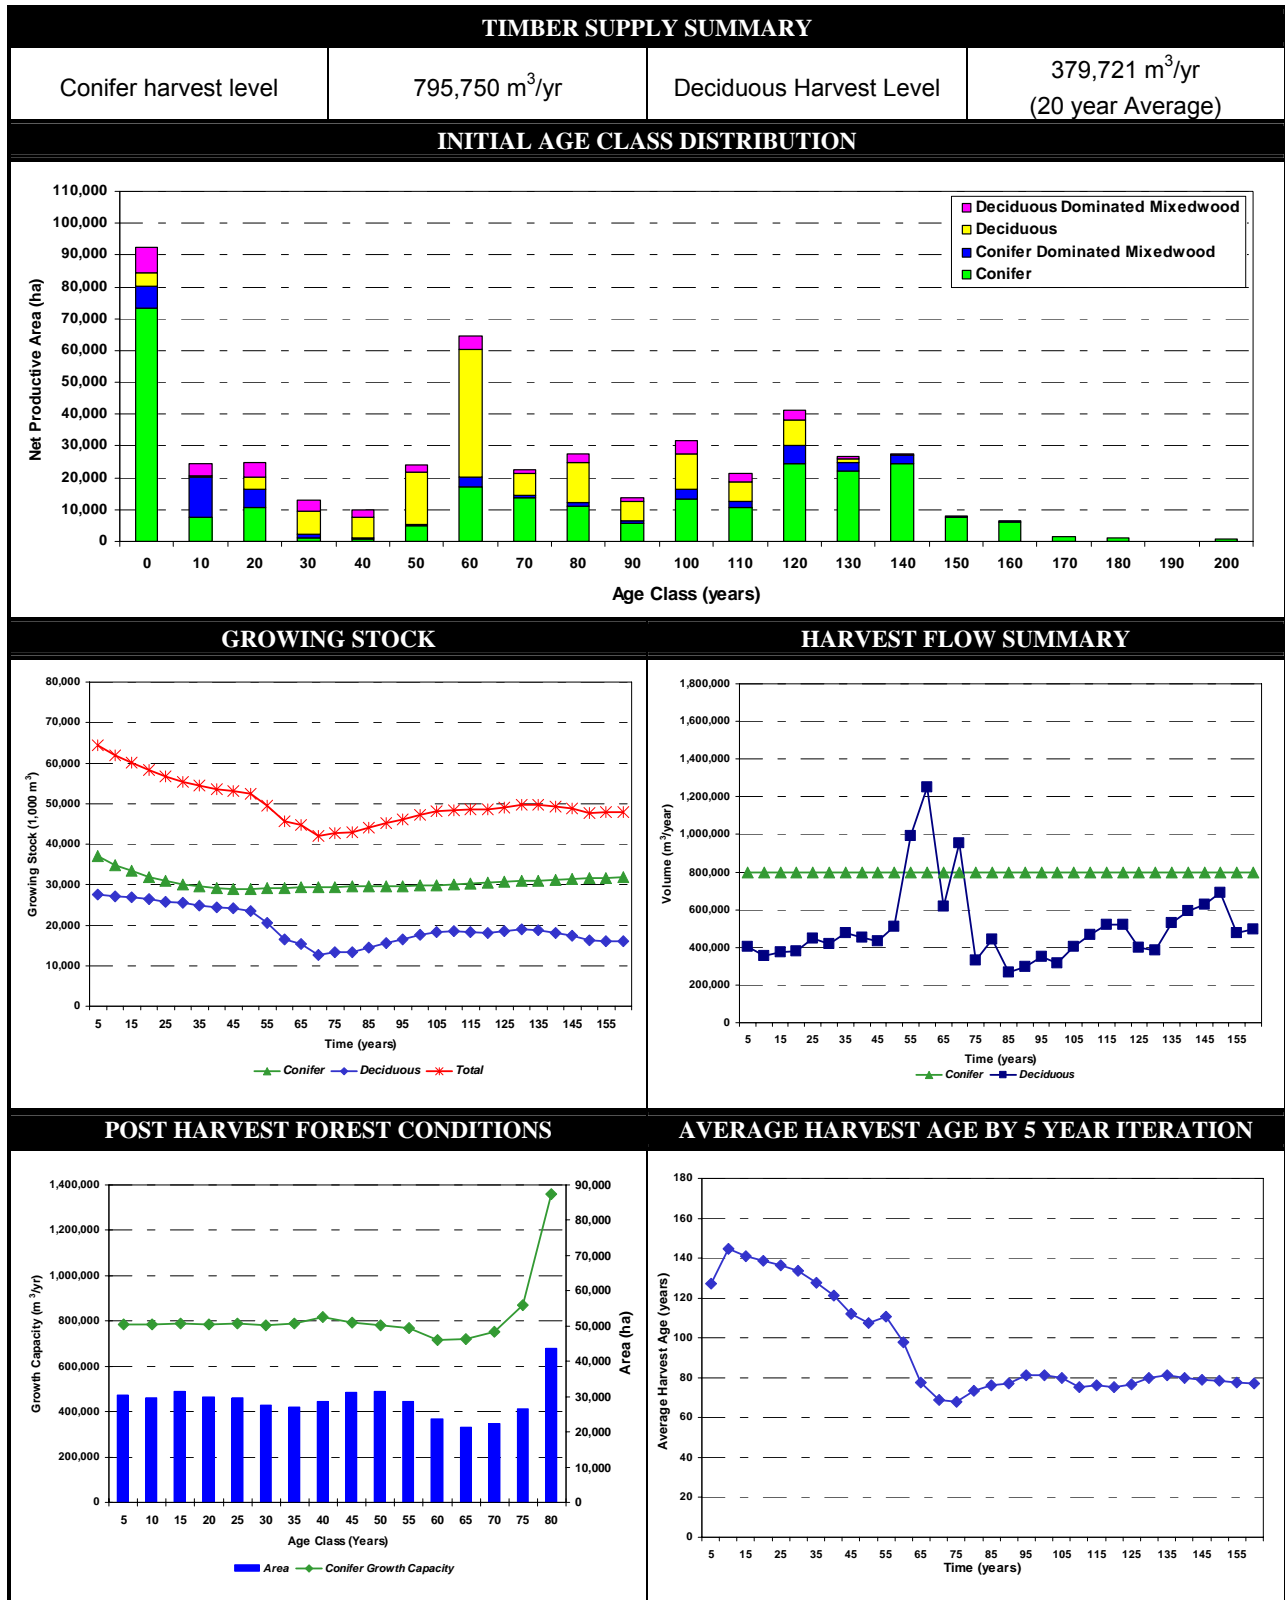 TIMBER SUPPLY SUMMARY
Conifer harvest level
795,750 m³/yr
Deciduous Harvest Level
379,721 m³/yr
(20 year Average)
INITIAL AGE CLASS DISTRIBUTION
Net Productive Area (ha)
110,000
100,000
90,000
80,000
70,000
60,000
50,000
40,000
30,000
20,000
10,000
0
Deciduous Dominated Mixedwood
Deciduous
Conifer Dominated Mixedwood
Conifer
0 10 20 30 40 50 60 70 80 90 100 110 120 130 140 150 160 170 180 190 200
Age Class (years)
GROWING STOCK
Growing Stock (1,000 m³)
80,000
70,000
60,000
50,000
40,000
30,000
20,000
10,000
0
5 15 25 35 45 55 65 75 85 95 105 115 125 135 145 155
Time (years)
Conifer Deciduous Total
HARVEST FLOW SUMMARY
Volume (m³/year)
1,800,000
1,600,000
1,400,000
1,200,000
1,000,000
800,000
600,000
400,000
200,000
0
5 15 25 35 45 55 65 75 85 95 105 115 125 135 145 155
Time (years)
Conifer Deciduous
POST HARVEST FOREST CONDITIONS
Growth Capacity (m³/yr)
1,400,000
1,200,000
1,000,000
800,000
600,000
400,000
200,000
0
90,000
80,000
70,000
60,000
50,000
40,000
30,000
20,000
10,000
0
Area (ha)
5 10 15 20 25 30 35 40 45 50 55 60 65 70 75 80
Age Class (Years)
Area Conifer Growth Capacity
AVERAGE HARVEST AGE BY 5 YEAR ITERATION
Average Harvest Age (years)
180
160
140
120
100
80
60
40
20
0
5 15 25 35 45 55 65 75 85 95 105 115 125 135 145 155
Time (years)